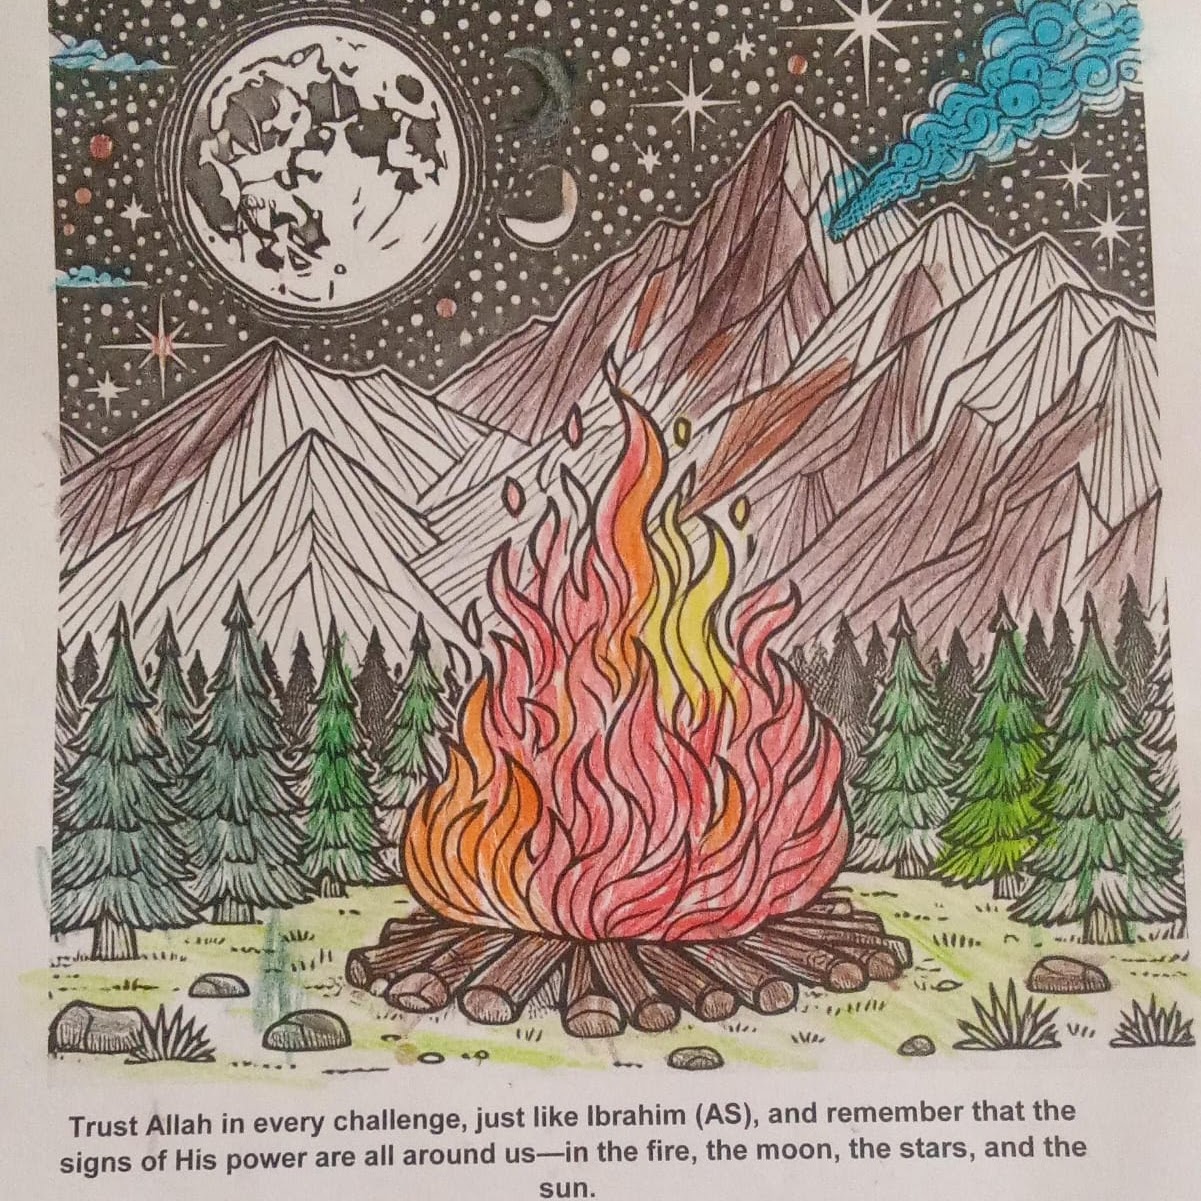 Trust Allah in every challenge, just like Ibrahim (AS), and remember that the
signs of His power are all around us—in the fire, the moon, the stars, and the
sun.